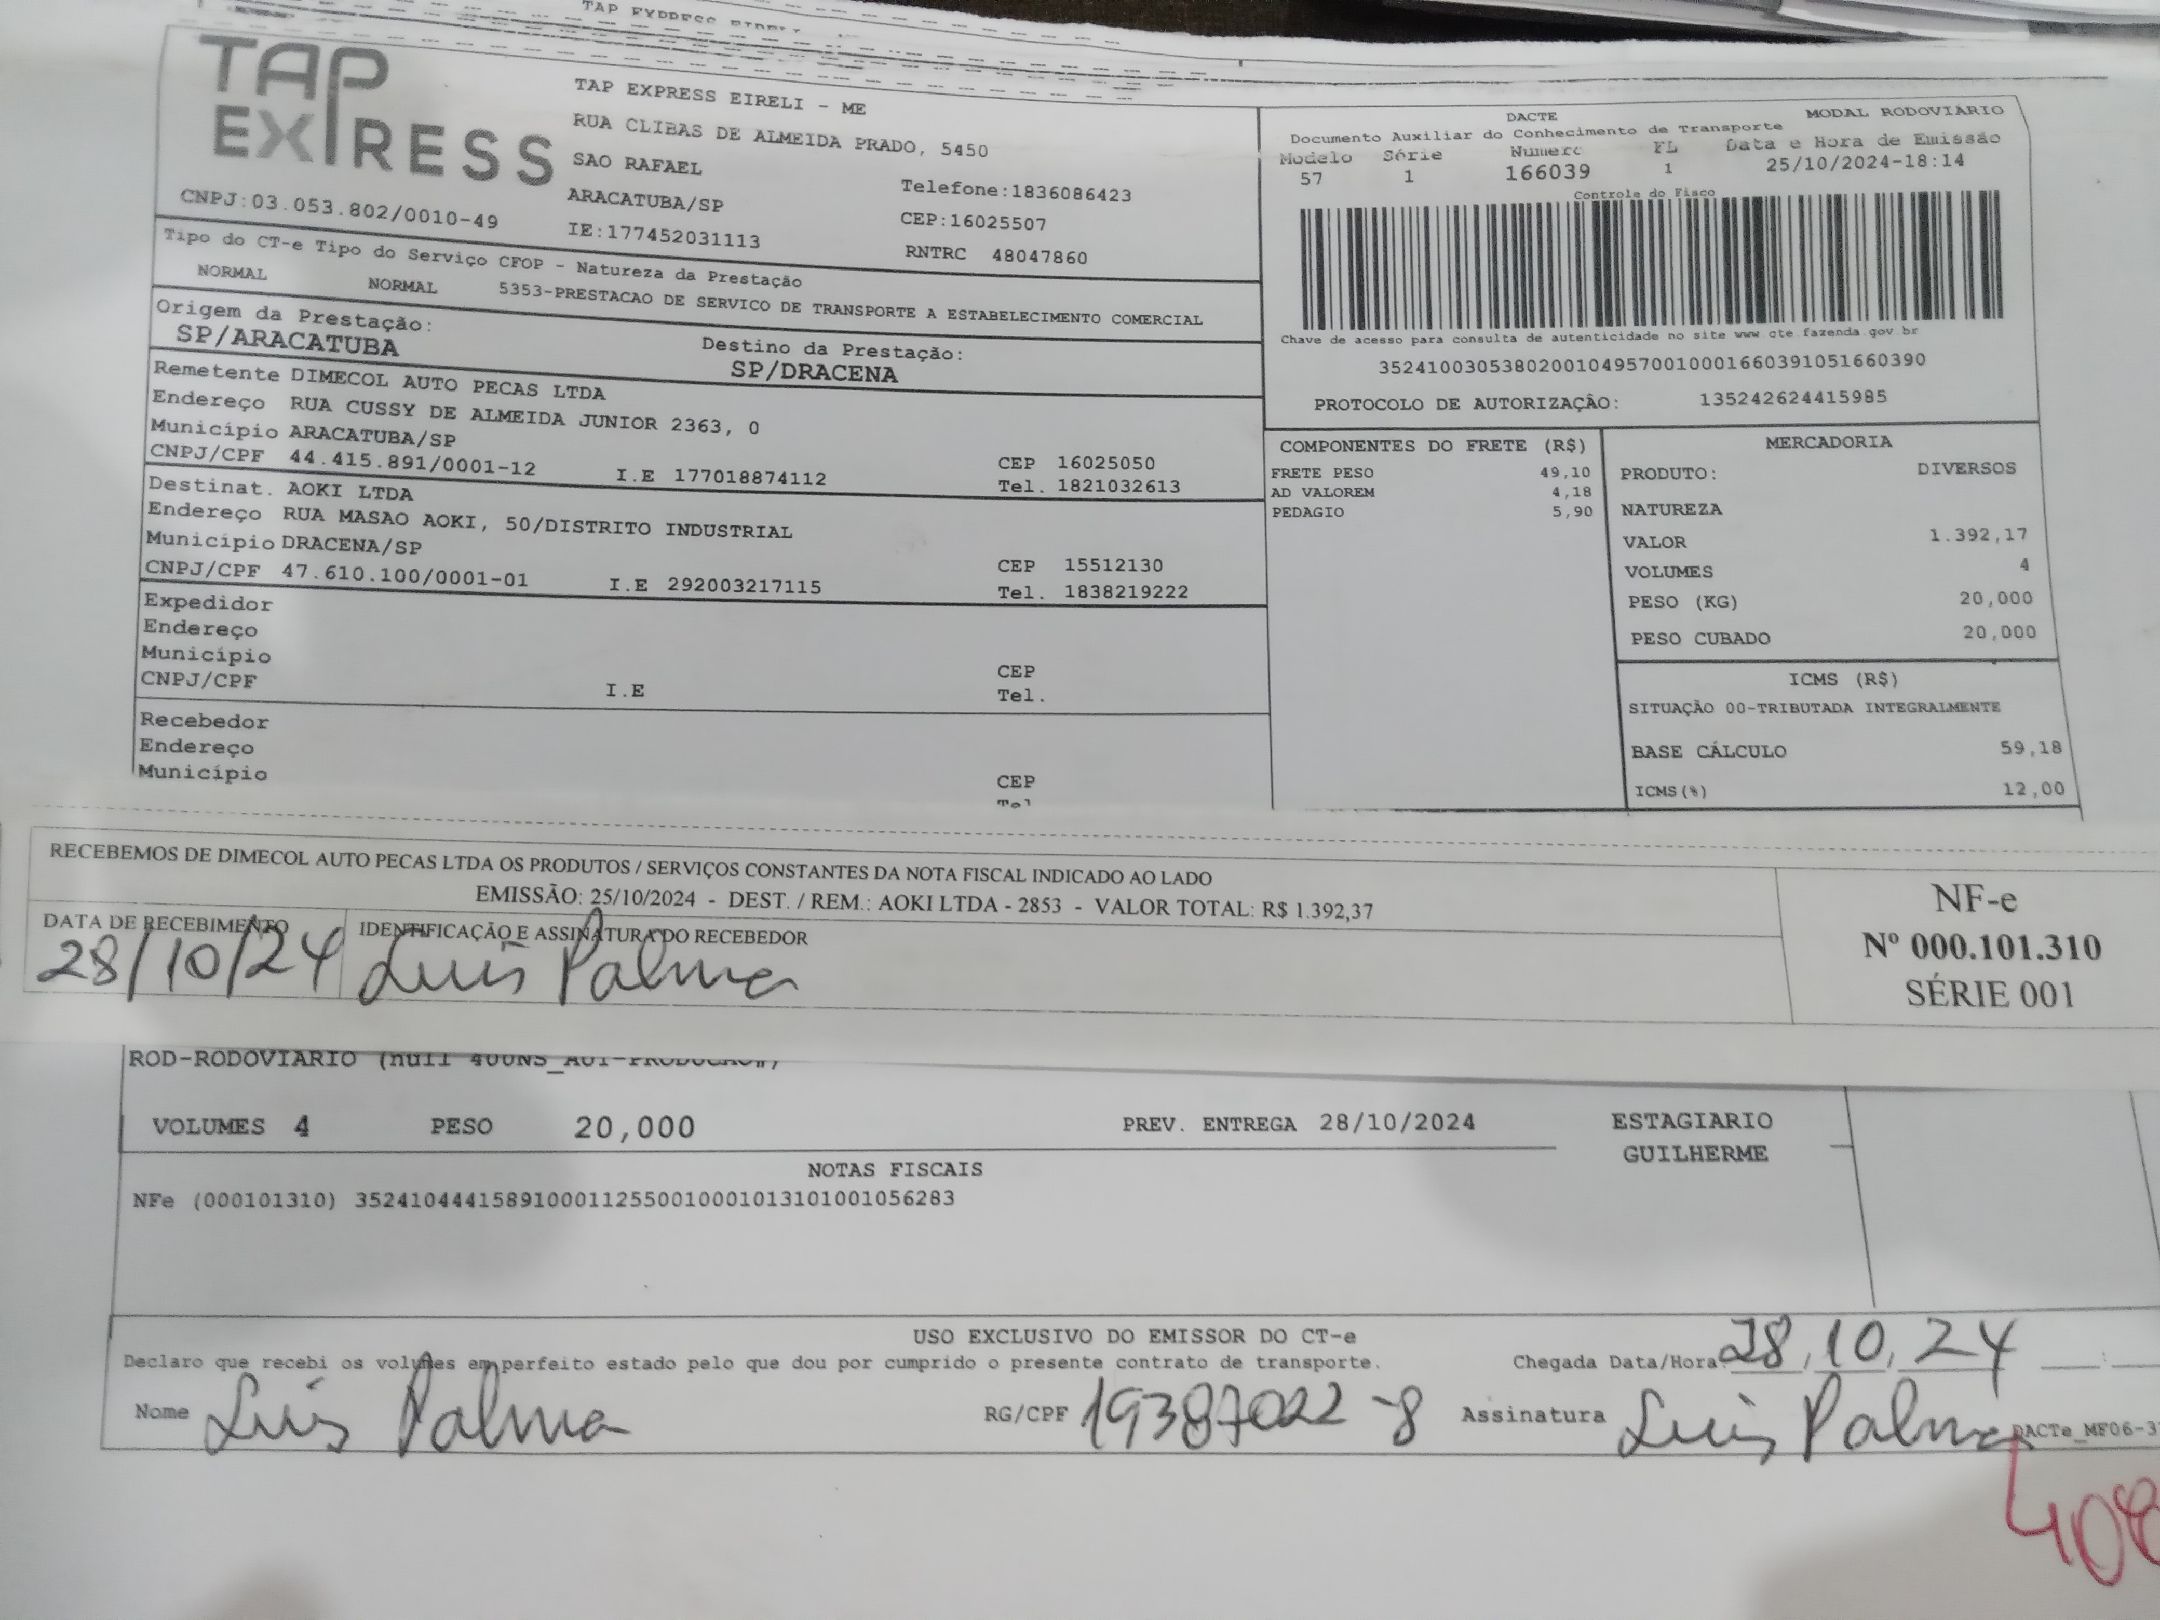 TAP EXPRESS
TAP EXPRESS EIRELI - ME
RUA CLIBAS DE ALMEIDA PRADO, 5450
SAO RAFAEL
ARACATUBA/SP
IE:177452031113
Telefone:1836086423
CEP:16025507
RNTRC 48047860
CNPJ:03.053.802/0010-49
Tipo do CT-e Tipo do Serviço CFOP - Natureza da Prestação
NORMAL NORMAL 5353-PRESTACAO DE SERVICO DE TRANSPORTE A ESTABELECIMENTO COMERCIAL
Origem da Prestação:
SP/ARACATUBA
Destino da Prestação:
SP/DRACENA
Remetente DIMECOL AUTO PECAS LTDA
Endereço RUA CUSSY DE ALMEIDA JUNIOR 2363, 0
Município ARACATUBA/SP CEP 16025050
CNPJ/CPF 44.415.891/0001-12 I.E 177018874112 Tel. 1821032613
Destinat. AOKI LTDA
Endereço RUA MASAO AOKI, 50/DISTRITO INDUSTRIAL
Município DRACENA/SP CEP 15512130
CNPJ/CPF 47.610.100/0001-01 I.E 292003217115 Tel. 1838219222
Expedidor
Endereço
Município CEP
CNPJ/CPF I.E Tel.
Recebedor
Endereço
Município CEP
Tel
DACTE MODAL RODOVIÁRIO
Documento Auxiliar do Conhecimento de Transporte
Modelo Série Numero FL Data e Hora de Emissão
57 1 166039 1 25/10/2024-18:14
Controle do Fisco
Chave de acesso para consulta de autenticidade no site www.cte.fazenda.gov.br
35241003053802001049570010001660391051660390
PROTOCOLO DE AUTORIZAÇÃO: 135242624415985
COMPONENTES DO FRETE (R$)
FRETE PESO 49,10
AD VALOREM 4,18
PEDAGIO 5,90
MERCADORIA
PRODUTO: DIVERSOS
NATUREZA
VALOR 1.392,17
VOLUMES 4
PESO (KG) 20,000
PESO CUBADO 20,000
ICMS (R$)
SITUAÇÃO 00-TRIBUTADA INTEGRALMENTE
BASE CÁLCULO 59,18
ICMS(%) 12,00
RECEBEMOS DE DIMECOL AUTO PECAS LTDA OS PRODUTOS / SERVIÇOS CONSTANTES DA NOTA FISCAL INDICADO AO LADO
EMISSÃO: 25/10/2024 - DEST. / REM.: AOKI LTDA - 2853 - VALOR TOTAL: R$ 1.392,37
DATA DE RECEBIMENTO IDENTIFICAÇÃO E ASSINATURA DO RECEBEDOR
28/10/24 Luis Palma
NF-e
Nº 000.101.310
SÉRIE 001
ROD-RODOVIARIO (null
VOLUMES 4 PESO 20,000 PREV. ENTREGA 28/10/2024 ESTAGIARIO
GUILHERME
NOTAS FISCAIS
NFe (000101310) 35241044415891000112550010001013101001056283
USO EXCLUSIVO DO EMISSOR DO CT-e
Declaro que recebi os volumes em perfeito estado pelo que dou por cumprido o presente contrato de transporte. Chegada Data/Hora 28,10,24
Nome Luis Palma RG/CPF 19387022-8 Assinatura Luis Palma
DACTe_MF06-3